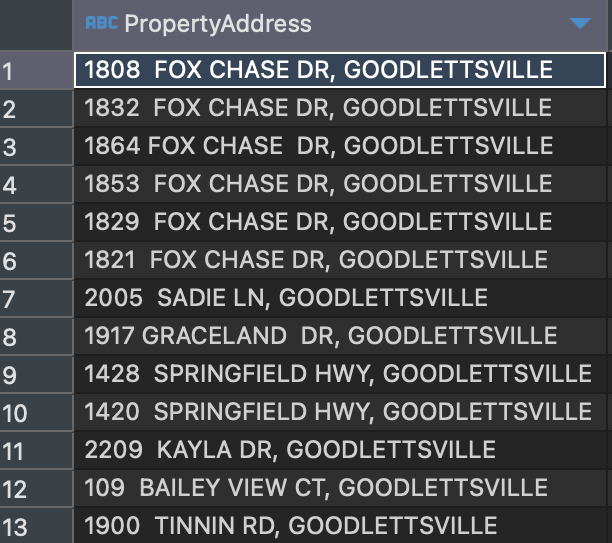 ABC PropertyAddress
1 1808  FOX CHASE DR, GOODLETTSVILLE
2 1832  FOX CHASE DR, GOODLETTSVILLE
3 1864 FOX CHASE  DR, GOODLETTSVILLE
4 1853  FOX CHASE DR, GOODLETTSVILLE
5 1829  FOX CHASE DR, GOODLETTSVILLE
6 1821  FOX CHASE DR, GOODLETTSVILLE
7 2005  SADIE LN, GOODLETTSVILLE
8 1917 GRACELAND  DR, GOODLETTSVILLE
9 1428  SPRINGFIELD HWY, GOODLETTSVILLE
10 1420  SPRINGFIELD HWY, GOODLETTSVILLE
11 2209  KAYLA DR, GOODLETTSVILLE
12 109  BAILEY VIEW CT, GOODLETTSVILLE
13 1900  TINNIN RD, GOODLETTSVILLE